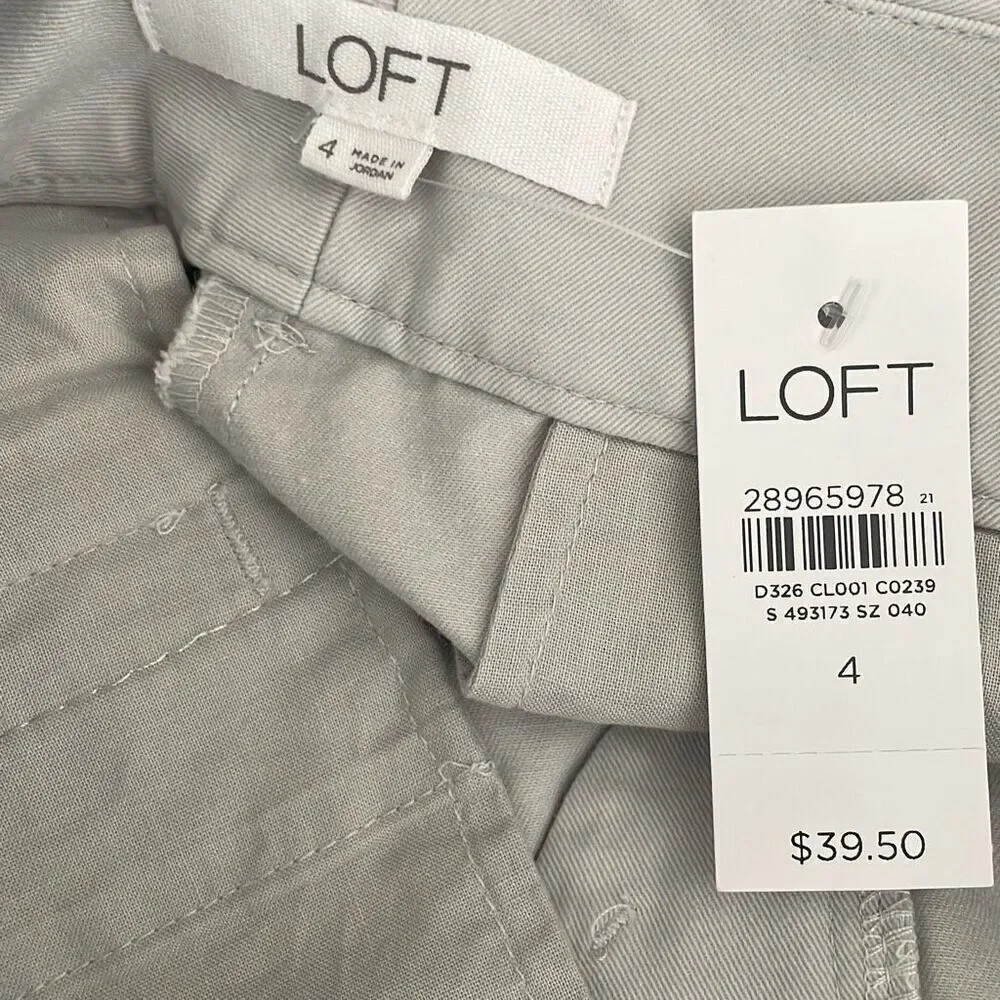 LOFT
4 MADE IN
JORDAN
LOFT
28965978 21
D326 CL001 C0239
S 493173 SZ 040
4
$39.50